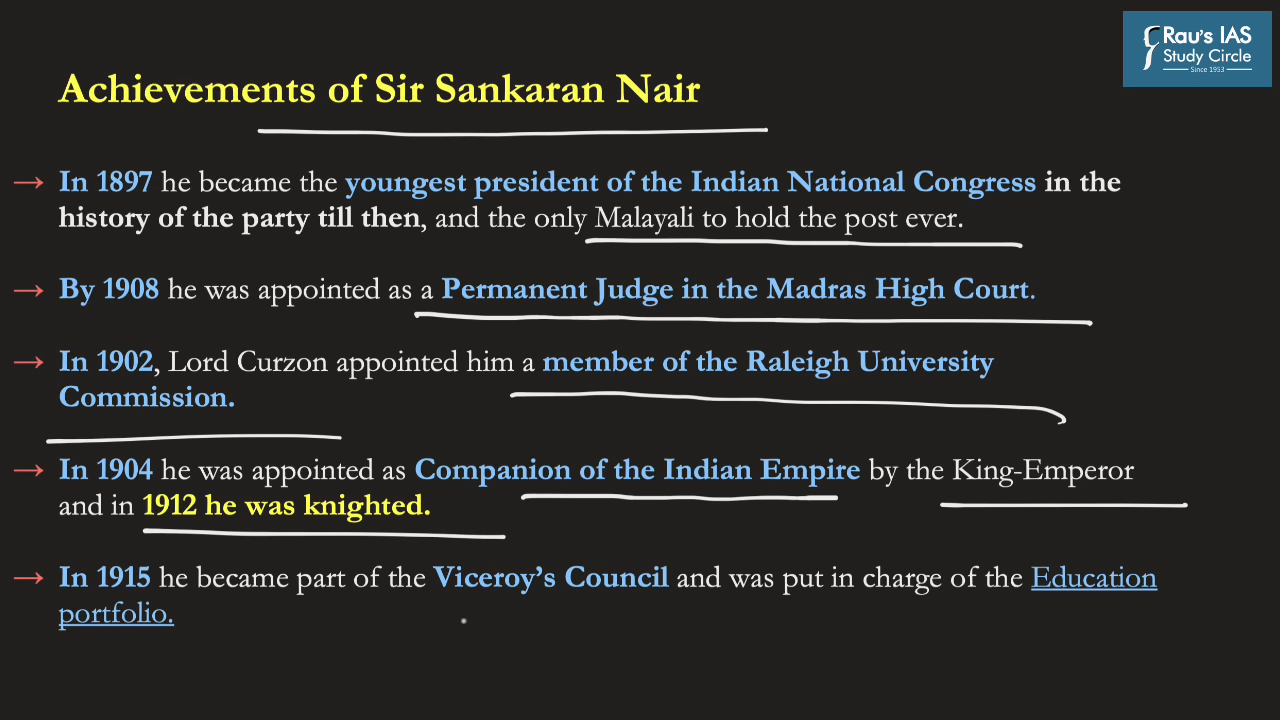 Rau's IAS
Study Circle
Since 1953
Achievements of Sir Sankaran Nair
→ In 1897 he became the youngest president of the Indian National Congress in the
history of the party till then, and the only Malayali to hold the post ever.
→ By 1908 he was appointed as a Permanent Judge in the Madras High Court.
→ In 1902, Lord Curzon appointed him a member of the Raleigh University
Commission.
→ In 1904 he was appointed as Companion of the Indian Empire by the King-Emperor
and in 1912 he was knighted.
→ In 1915 he became part of the Viceroy's Council and was put in charge of the Education
portfolio.